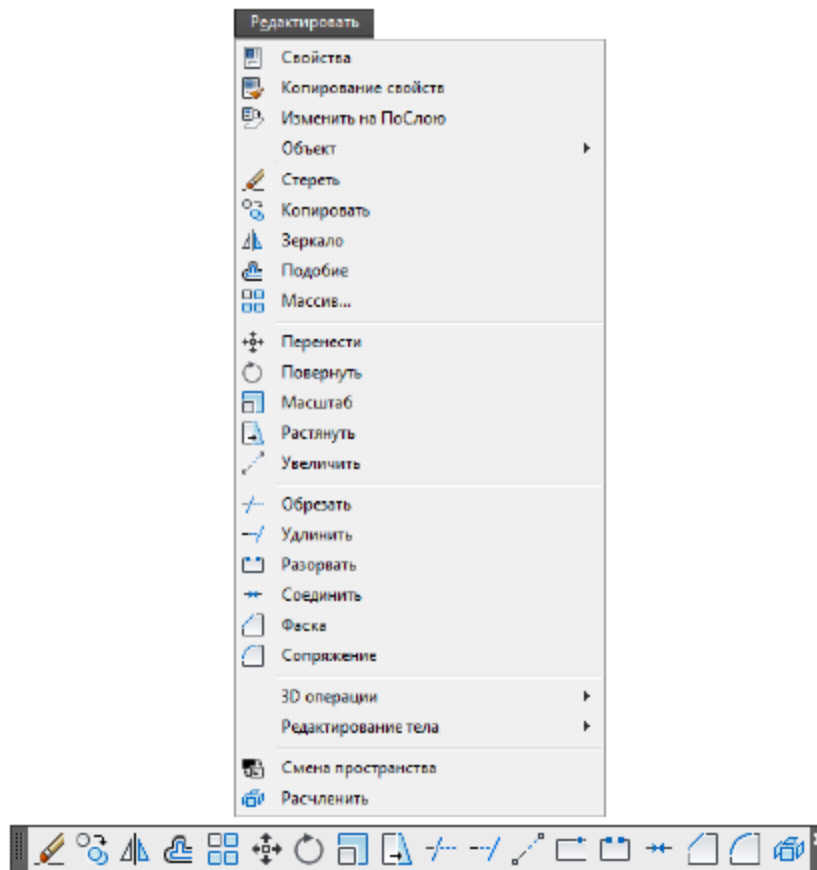 Редактировать
Свойства
Копирование свойств
Изменить на ПоСлою
Объект
Стереть
Копировать
Зеркало
Подобие
Массив...
Перенести
Повернуть
Масштаб
Растянуть
Увеличить
Обрезать
Удлинить
Разорвать
Соединить
Фаска
Сопряжение
3D операции
Редактирование тела
Смена пространства
Расчленить